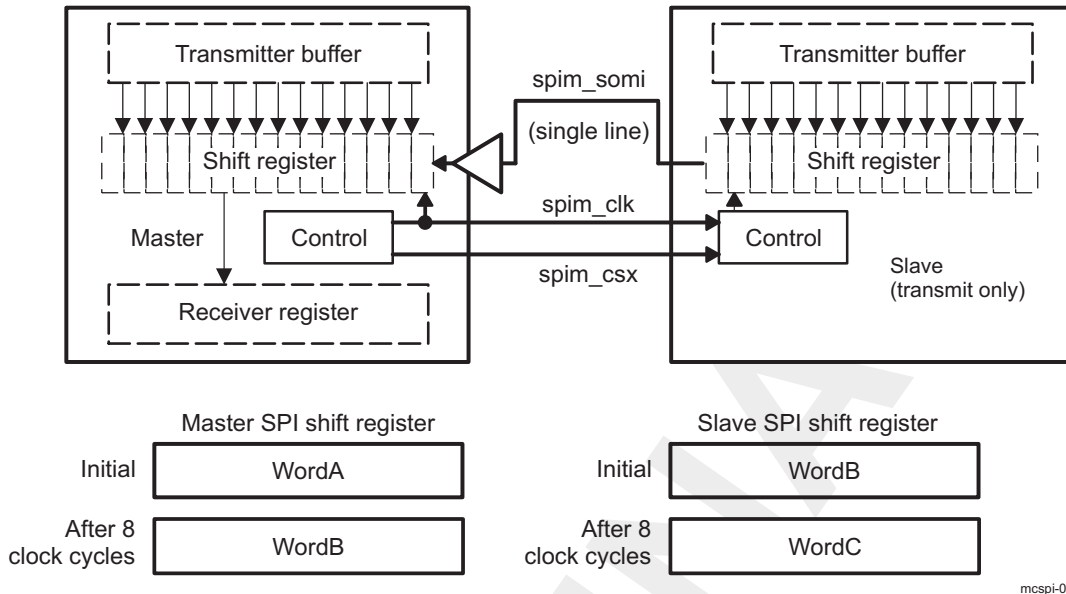 Transmitter buffer
Transmitter buffer
spim_somi
(single line)
Shift register
Shift register
spim_clk
Master
Control
Control
spim_csx
Slave
(transmit only)
Receiver register
Master SPI shift register
Slave SPI shift register
Initial
WordA
Initial
WordB
After 8
clock cycles
WordB
After 8
clock cycles
WordC
mcspi-0